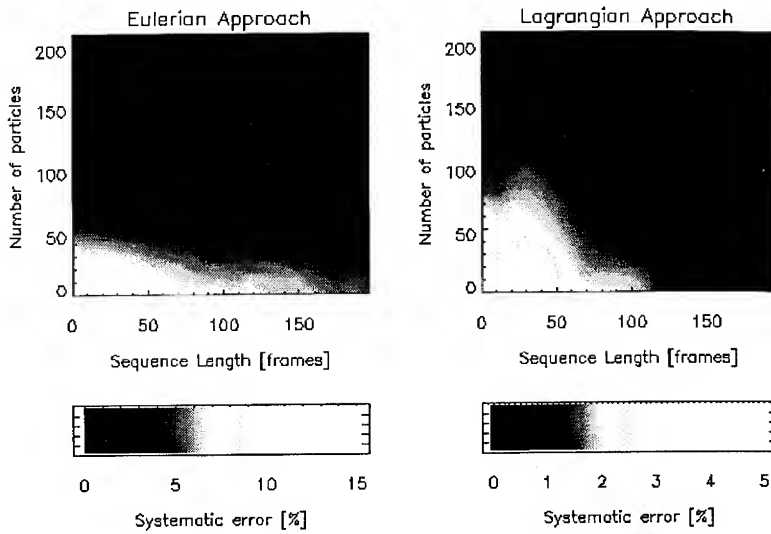 Eulerian Approach
Number of particles
200
150
100
50
0
0 50 100 150
Sequence Length [frames]
0 5 10 15
Systematic error [%]
Lagrangian Approach
Number of particles
200
150
100
50
0
0 50 100 150
Sequence Length [frames]
0 1 2 3 4 5
Systematic error [%]